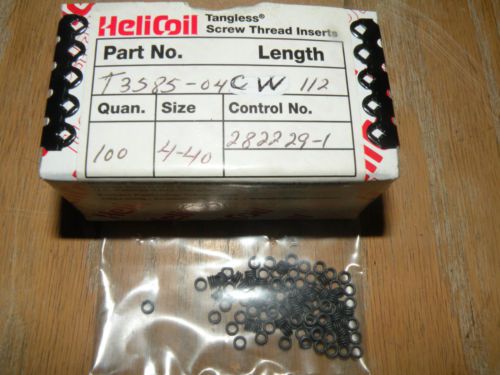 HeliCoil Tangless® Screw Thread Inserts
Part No. Length
T3585-04CW 112
Quan. Size Control No.
100 4-40 282229-1